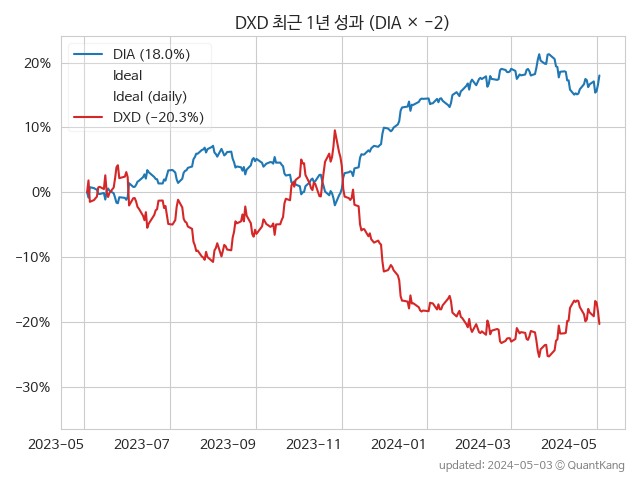 DXD 최근 1년 성과 (DIA × −2)
DIA (18.0%)
Ideal
Ideal (daily)
DXD (−20.3%)
20%
10%
0%
−10%
−20%
−30%
2023-05 2023-07 2023-09 2023-11 2024-01 2024-03 2024-05
updated: 2024-05-03 © QuantKang